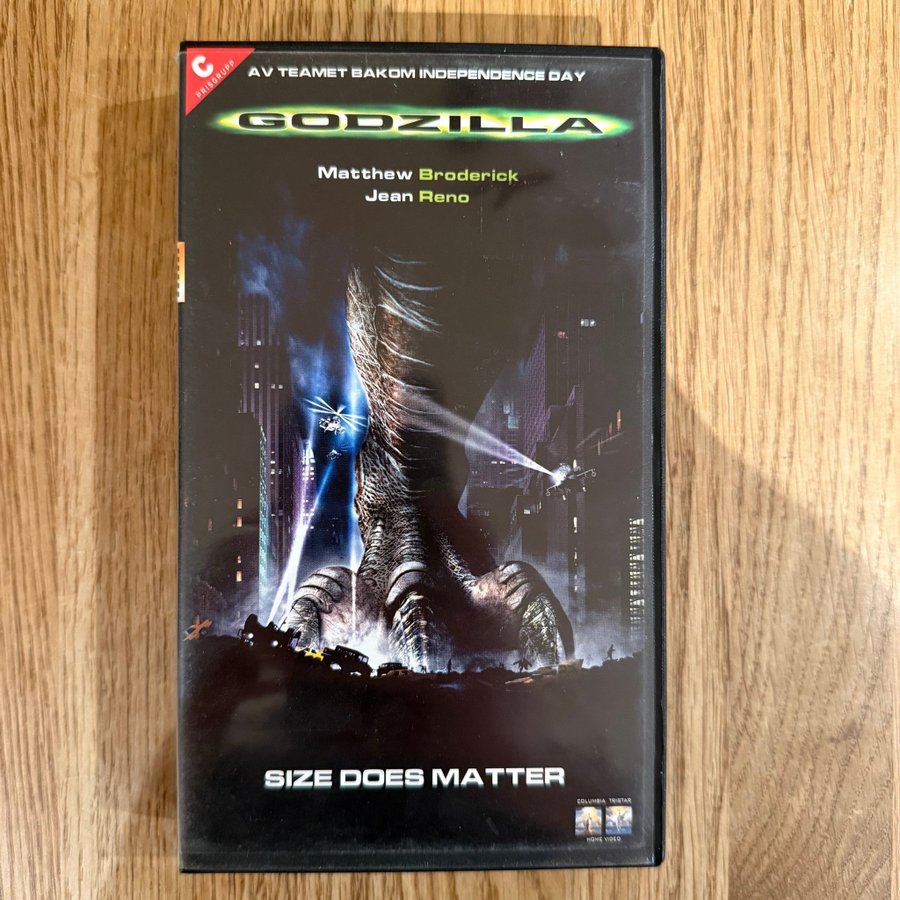 C
PRISGRUPP
AV TEAMET BAKOM INDEPENDENCE DAY
GODZILLA
Matthew Broderick
Jean Reno
SIZE DOES MATTER
COLUMBIA TRISTAR
HOME VIDEO